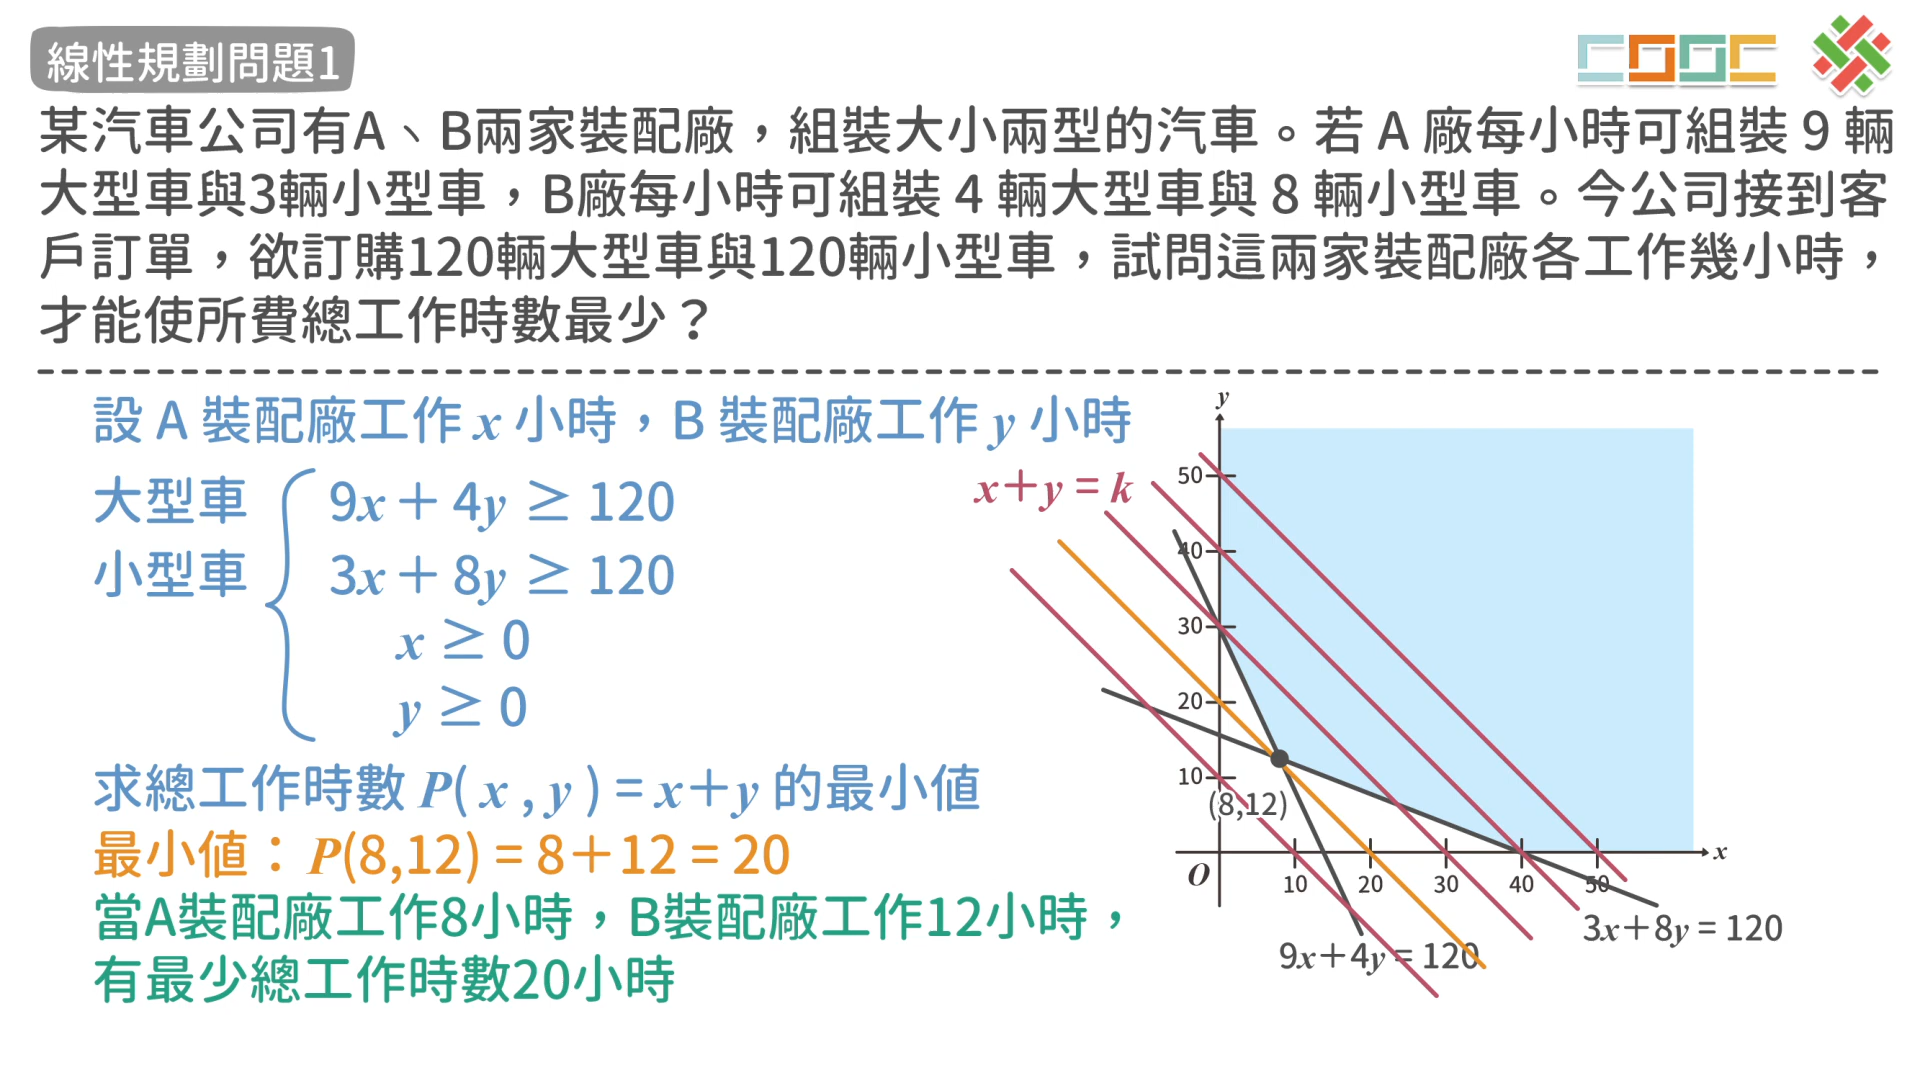 線性規劃問題1
COOC
某汽車公司有A、B兩家裝配廠，組裝大小兩型的汽車。若 A 廠每小時可組裝 9 輛
大型車與3輛小型車，B廠每小時可組裝 4 輛大型車與 8 輛小型車。今公司接到客
戶訂單，欲訂購120輛大型車與120輛小型車，試問這兩家裝配廠各工作幾小時，
才能使所費總工作時數最少？
設 A 裝配廠工作 x 小時，B 裝配廠工作 y 小時
大型車 9x + 4y ≥ 120
小型車 3x + 8y ≥ 120
x ≥ 0
y ≥ 0
求總工作時數 P( x , y ) = x+y 的最小值
最小值： P(8,12) = 8+12 = 20
當A裝配廠工作8小時，B裝配廠工作12小時，
有最少總工作時數20小時
y
x+y = k
50
40
30
20
10
(8,12)
O
10 20 30 40 50
x
3x+8y = 120
9x+4y = 120